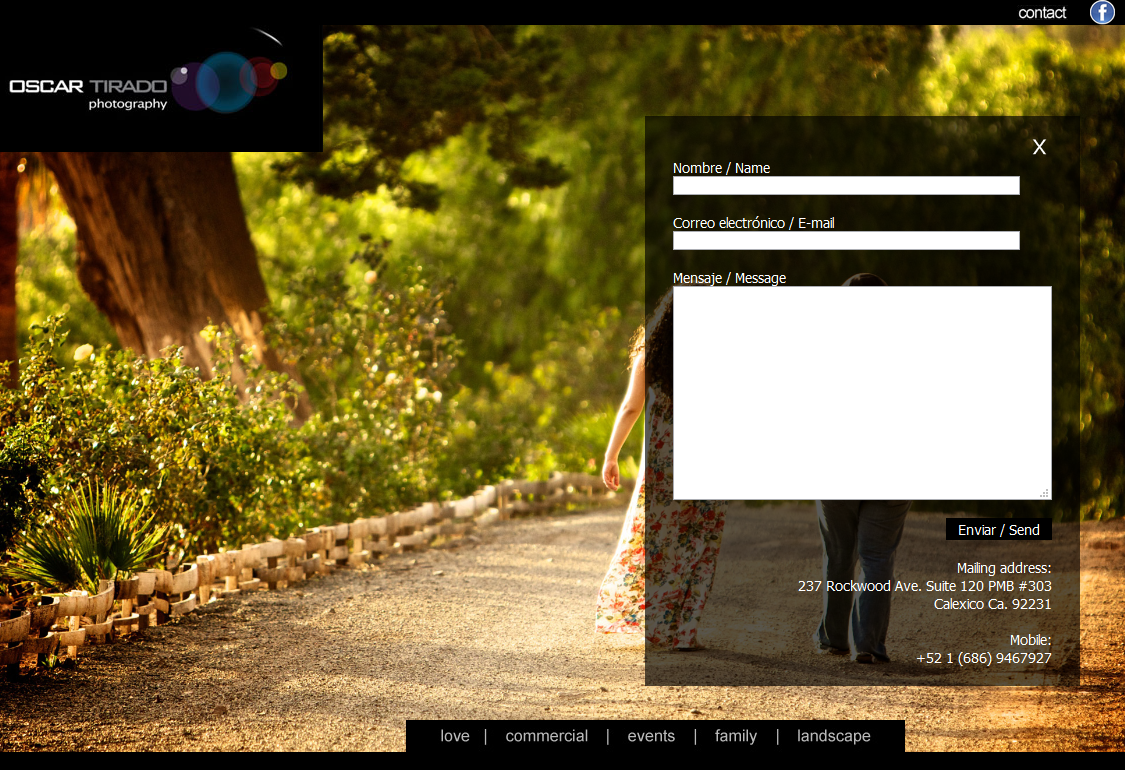 contact
f
OSCAR TIRADO
photography
X
Nombre / Name
Correo electrónico / E-mail
Mensaje / Message
Enviar / Send
Mailing address:
237 Rockwood Ave. Suite 120 PMB #303
Calexico Ca. 92231
Mobile:
+52 1 (686) 9467927
love | commercial | events | family | landscape